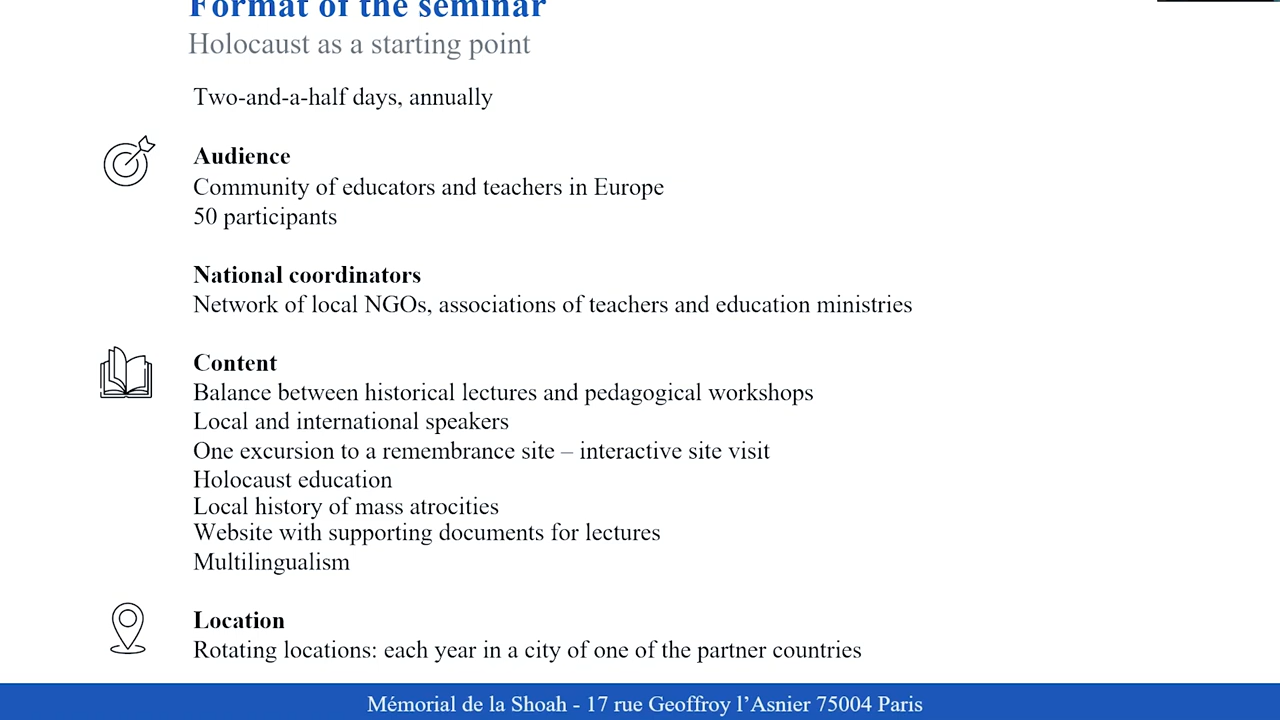 Format of the seminar
Holocaust as a starting point
Two-and-a-half days, annually
Audience
Community of educators and teachers in Europe
50 participants
National coordinators
Network of local NGOs, associations of teachers and education ministries
Content
Balance between historical lectures and pedagogical workshops
Local and international speakers
One excursion to a remembrance site – interactive site visit
Holocaust education
Local history of mass atrocities
Website with supporting documents for lectures
Multilingualism
Location
Rotating locations: each year in a city of one of the partner countries
Mémorial de la Shoah - 17 rue Geoffroy l’Asnier 75004 Paris